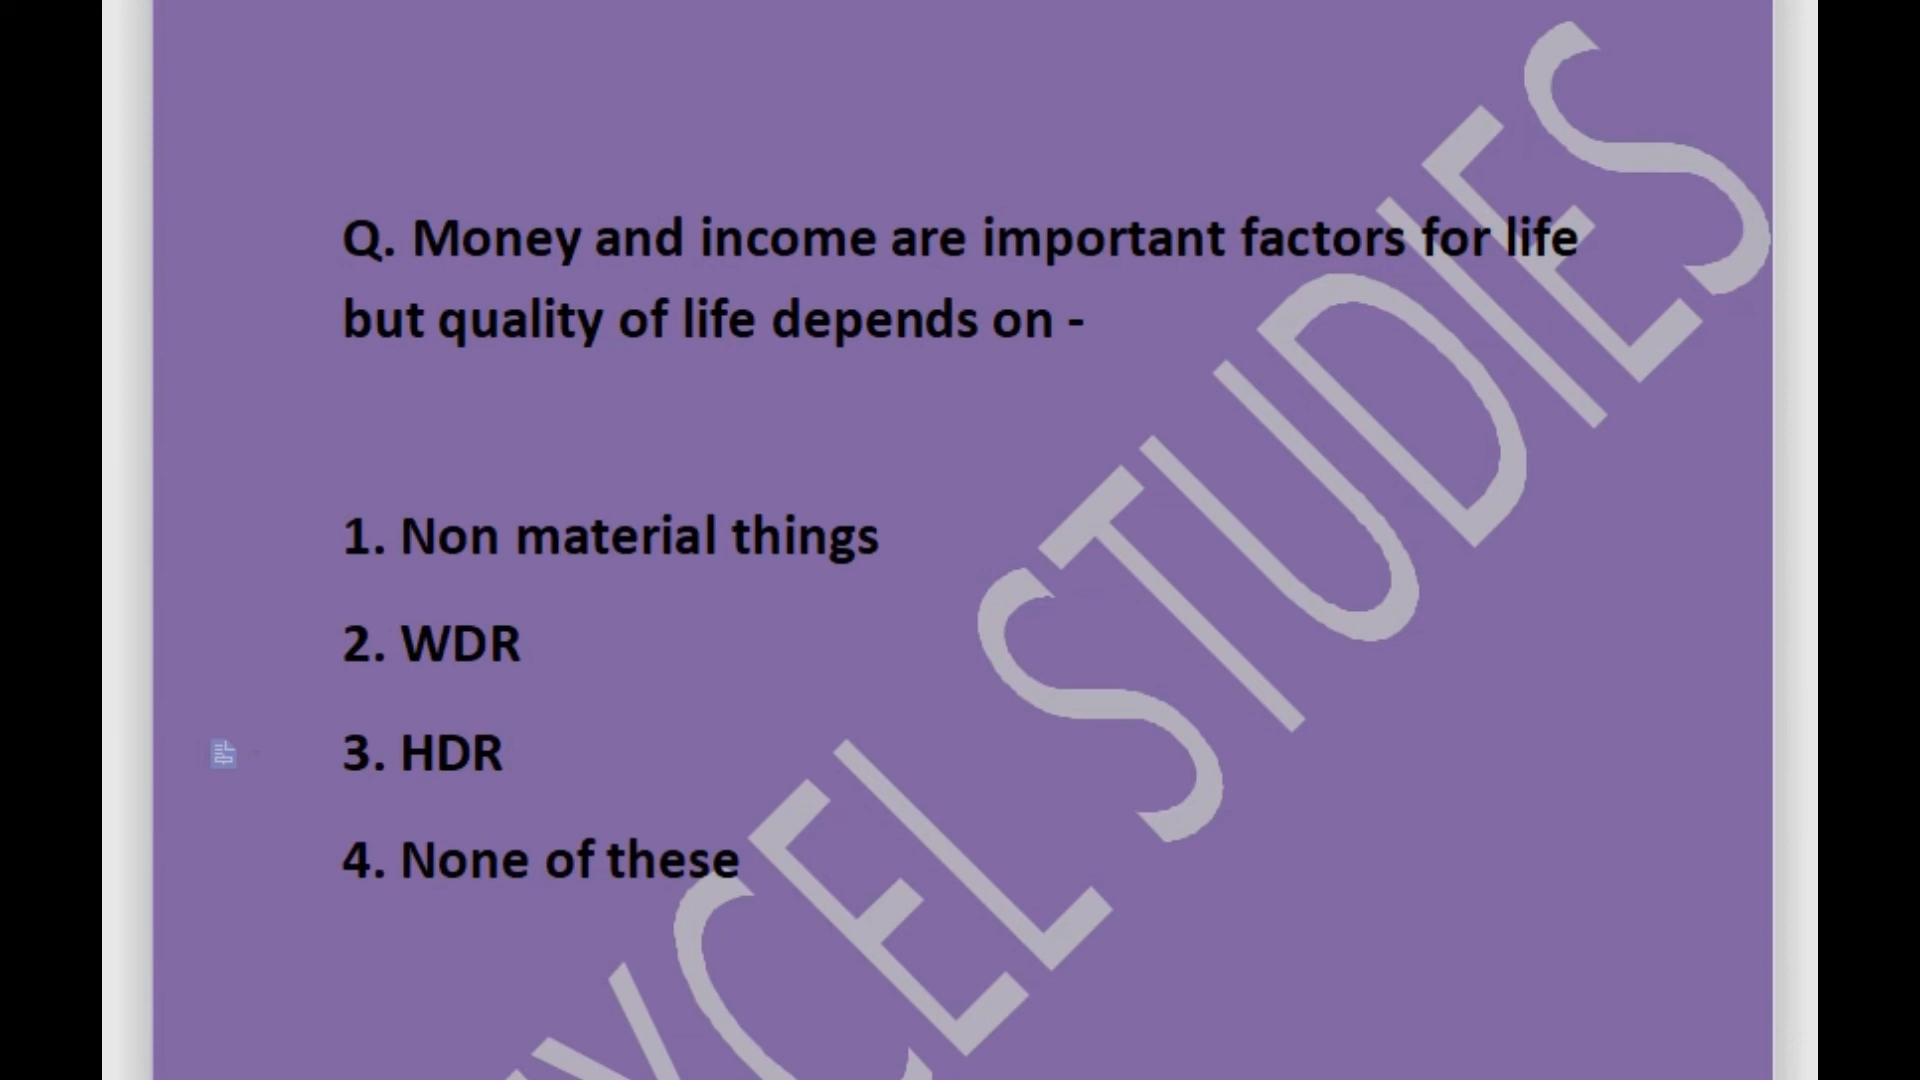 Q. Money and income are important factors for life
but quality of life depends on -
1. Non material things
2. WDR
3. HDR
4. None of these
EXCEL STUDIES